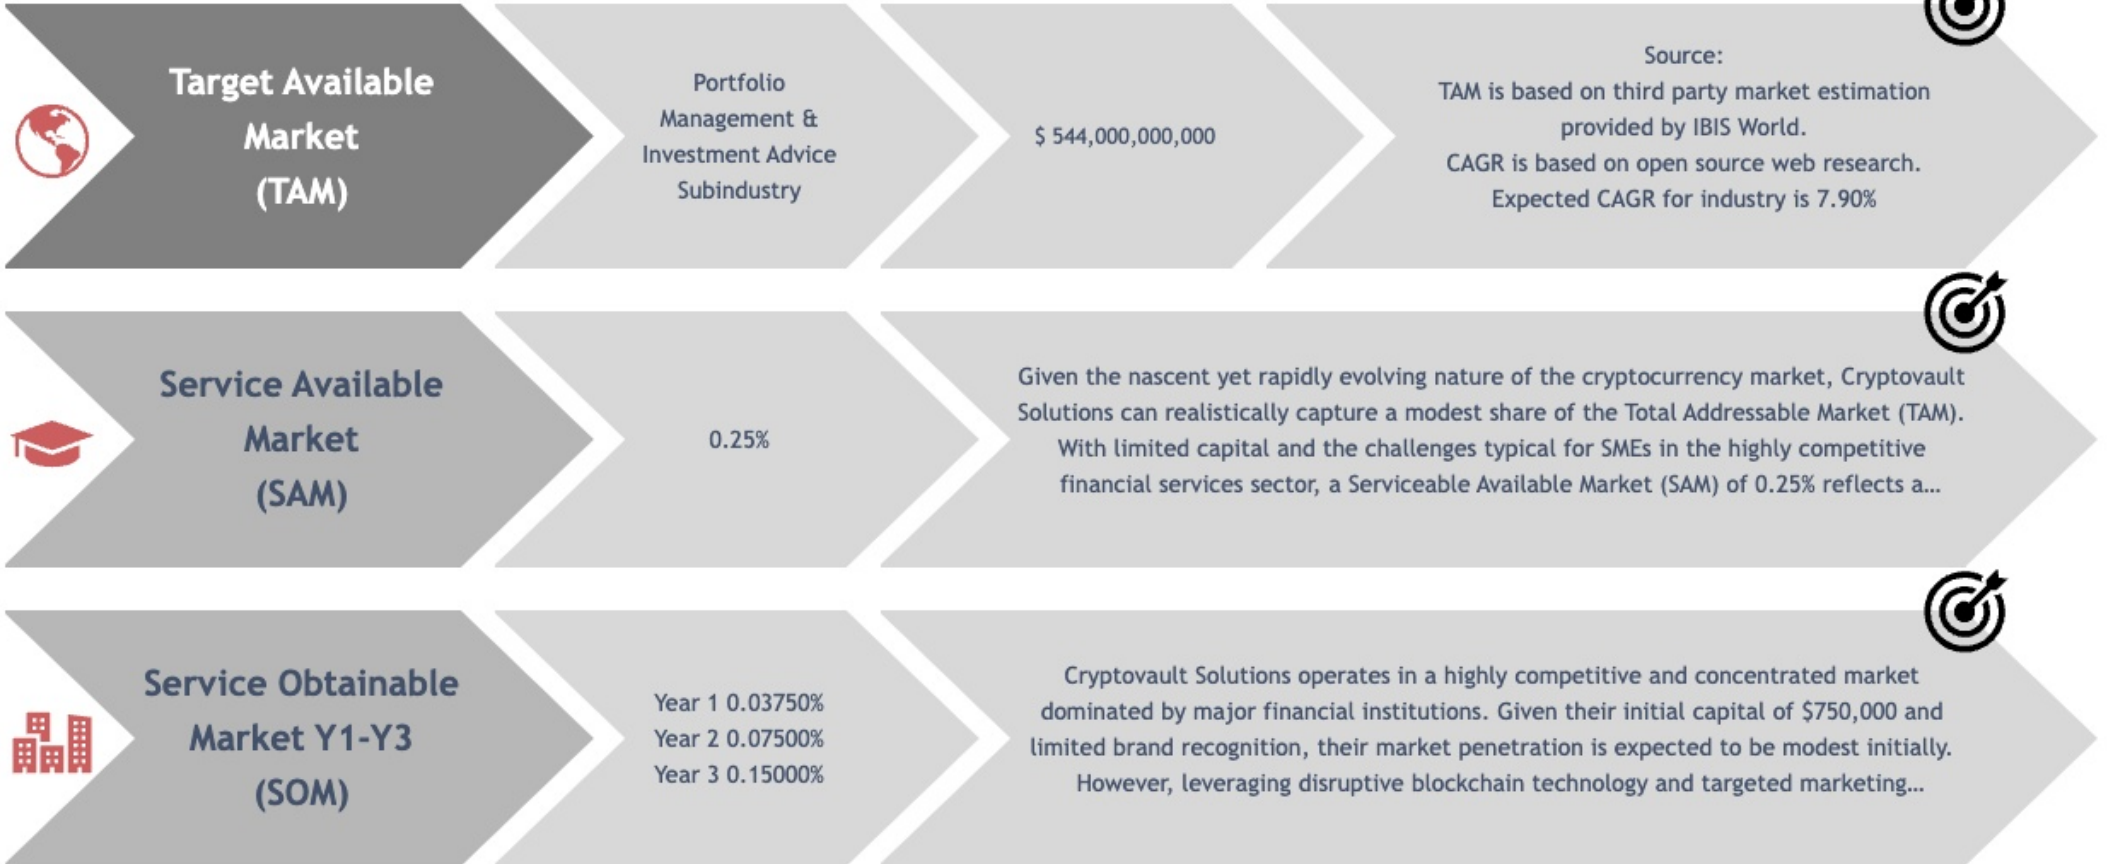 Target Available
Market
(TAM)
Portfolio
Management &
Investment Advice
Subindustry
$ 544,000,000,000
Source:
TAM is based on third party market estimation
provided by IBIS World.
CAGR is based on open source web research.
Expected CAGR for industry is 7.90%
Service Available
Market
(SAM)
0.25%
Given the nascent yet rapidly evolving nature of the cryptocurrency market, Cryptovault
Solutions can realistically capture a modest share of the Total Addressable Market (TAM).
With limited capital and the challenges typical for SMEs in the highly competitive
financial services sector, a Serviceable Available Market (SAM) of 0.25% reflects a...
Service Obtainable
Market Y1-Y3
(SOM)
Year 1 0.03750%
Year 2 0.07500%
Year 3 0.15000%
Cryptovault Solutions operates in a highly competitive and concentrated market
dominated by major financial institutions. Given their initial capital of $750,000 and
limited brand recognition, their market penetration is expected to be modest initially.
However, leveraging disruptive blockchain technology and targeted marketing...